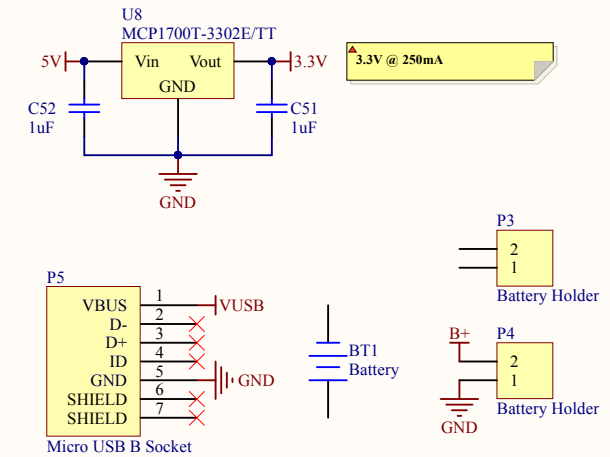 U8
MCP1700T-3302E/TT
5V
Vin
Vout
3.3V
GND
C52
1uF
C51
1uF
GND
3.3V @ 250mA
P3
2
1
Battery Holder
P5
VBUS
1
VUSB
D-
2
D+
3
ID
4
GND
5
GND
SHIELD
6
SHIELD
7
Micro USB B Socket
BT1
Battery
B+
P4
2
1
Battery Holder
GND